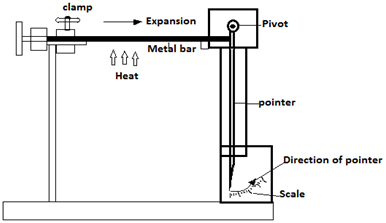 clamp
Expansion
Pivot
Metal bar
Heat
pointer
Direction of pointer
Scale